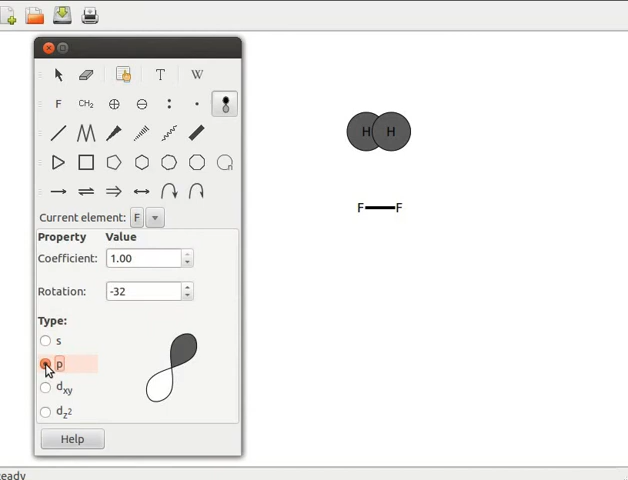 T W
F CH2
H H
F F
Current element: F
Property Value
Coefficient: 1.00
Rotation: -32
Type:
s
p
dxy
dz2
Help
eady